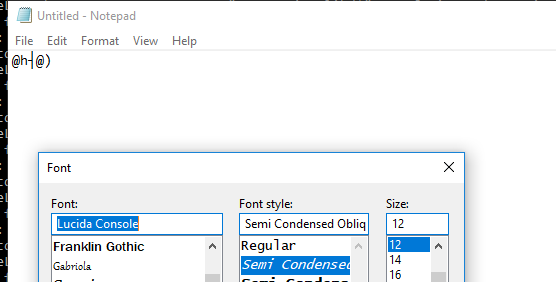 Untitled - Notepad
File Edit Format View Help
@h-@)
Font
Font: Font style: Size:
Lucida Console Semi Condensed Obliq 12
Franklin Gothic Regular 12
Gabriola Semi Condensed 14
16